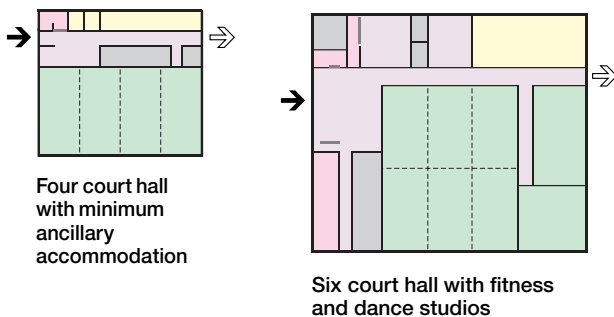 Four court hall
with minimum
ancillary
accommodation
Six court hall with fitness
and dance studios